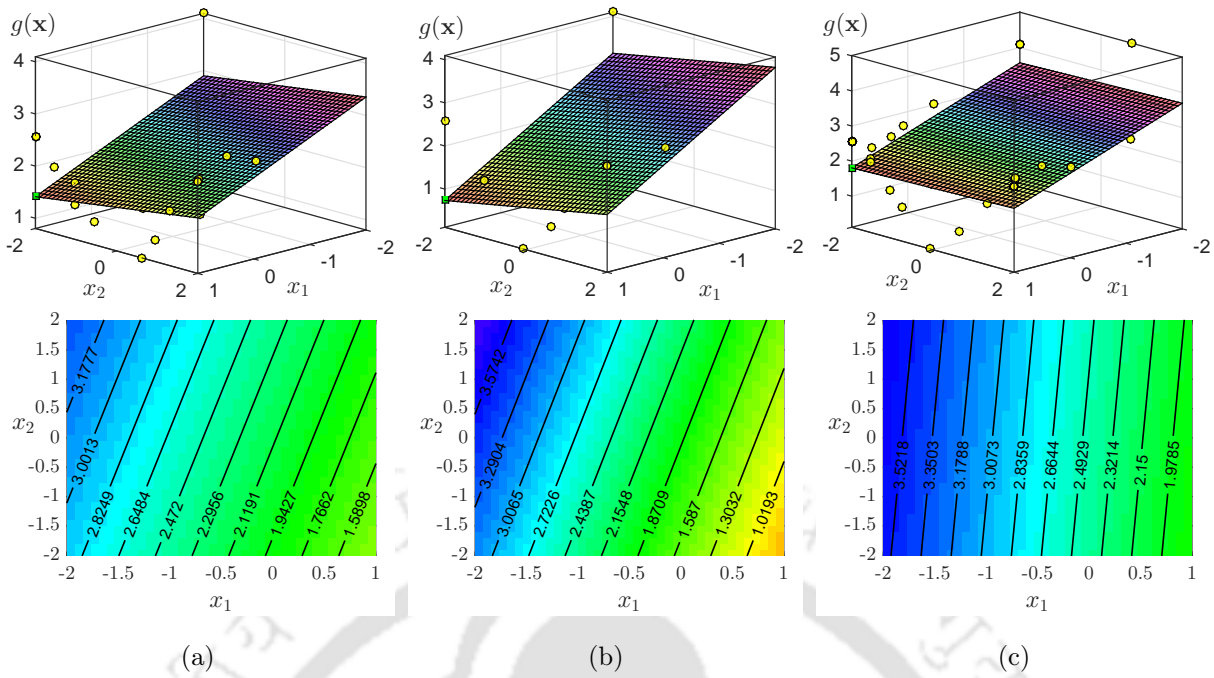 g(x) g(x) g(x)
4 3 2 1
-2 0 2 1 0 -1 -2
x₂ x₁
4 3 2 1
-2 0 2 1 0 -1 -2
x₂ x₁
5 4 3 2 1
-2 0 2 1 0 -1 -2
x₂ x₁
2 1.5 1 0.5 0 -0.5 -1 -1.5 -2
x₂
3.1777 3.0013 2.8249 2.6484 2.472 2.2956 2.1191 1.9427 1.7662 1.5898
-2 -1.5 -1 -0.5 0 0.5 1
x₁
2 1.5 1 0.5 0 -0.5 -1 -1.5 -2
x₂
3.5742 3.2904 3.0065 2.7226 2.4387 2.1548 1.8709 1.587 1.3032 1.0193
-2 -1.5 -1 -0.5 0 0.5 1
x₁
2 1.5 1 0.5 0 -0.5 -1 -1.5 -2
x₂
3.5218 3.3503 3.1788 3.0073 2.8359 2.6644 2.4929 2.3214 2.15 1.9785
-2 -1.5 -1 -0.5 0 0.5 1
x₁
(a) (b) (c)